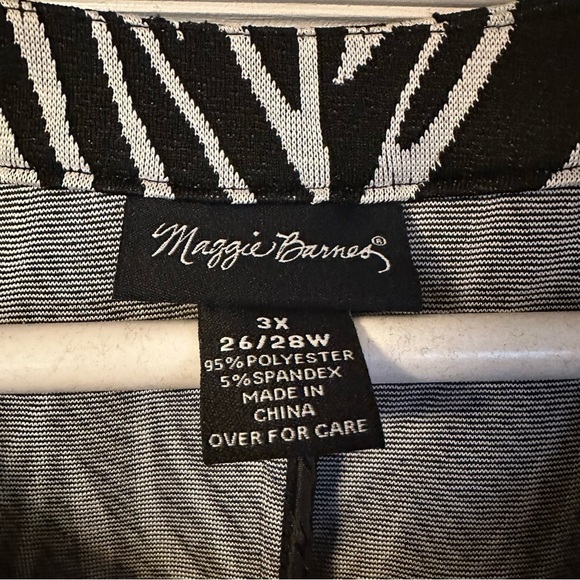 Maggie Barnes®
3X
26/28W
95% POLYESTER
5% SPANDEX
MADE IN
CHINA
OVER FOR CARE